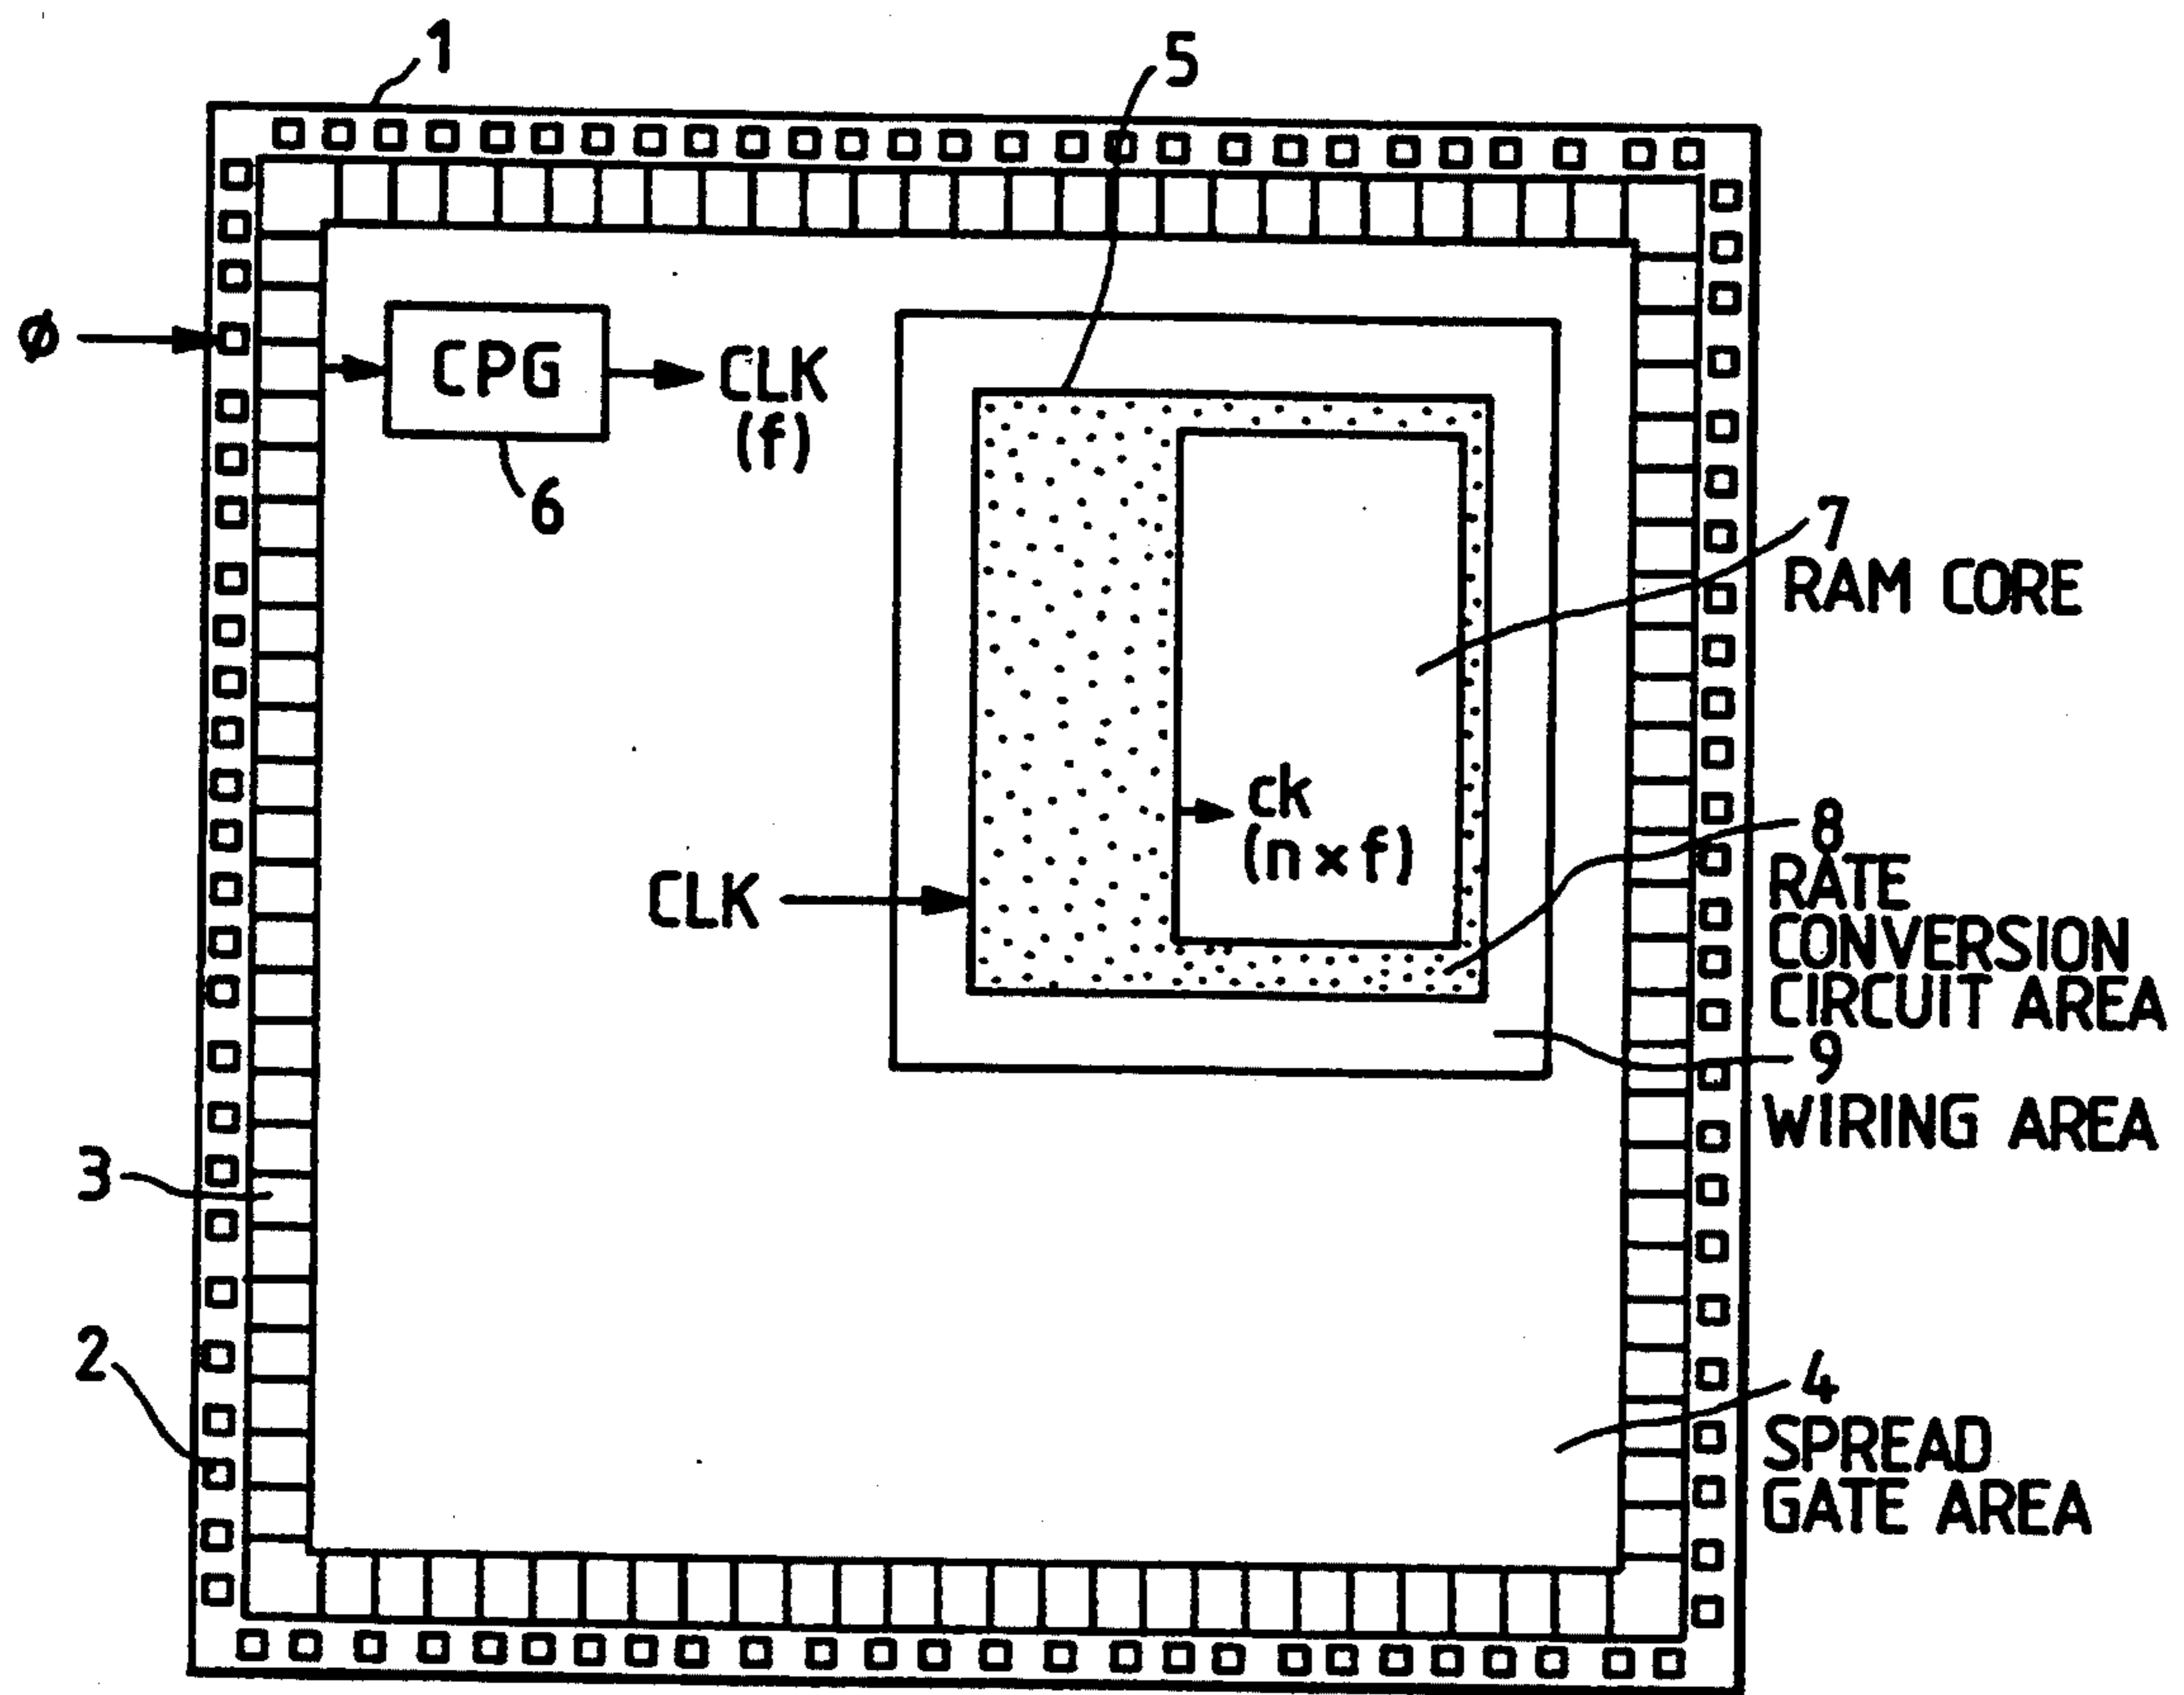 1
5
φ
CPG
CLK
(f)
6
7
RAM CORE
ck
(n×f)
CLK
8
RATE
CONVERSION
CIRCUIT AREA
9
WIRING AREA
3
2
4
SPREAD
GATE AREA